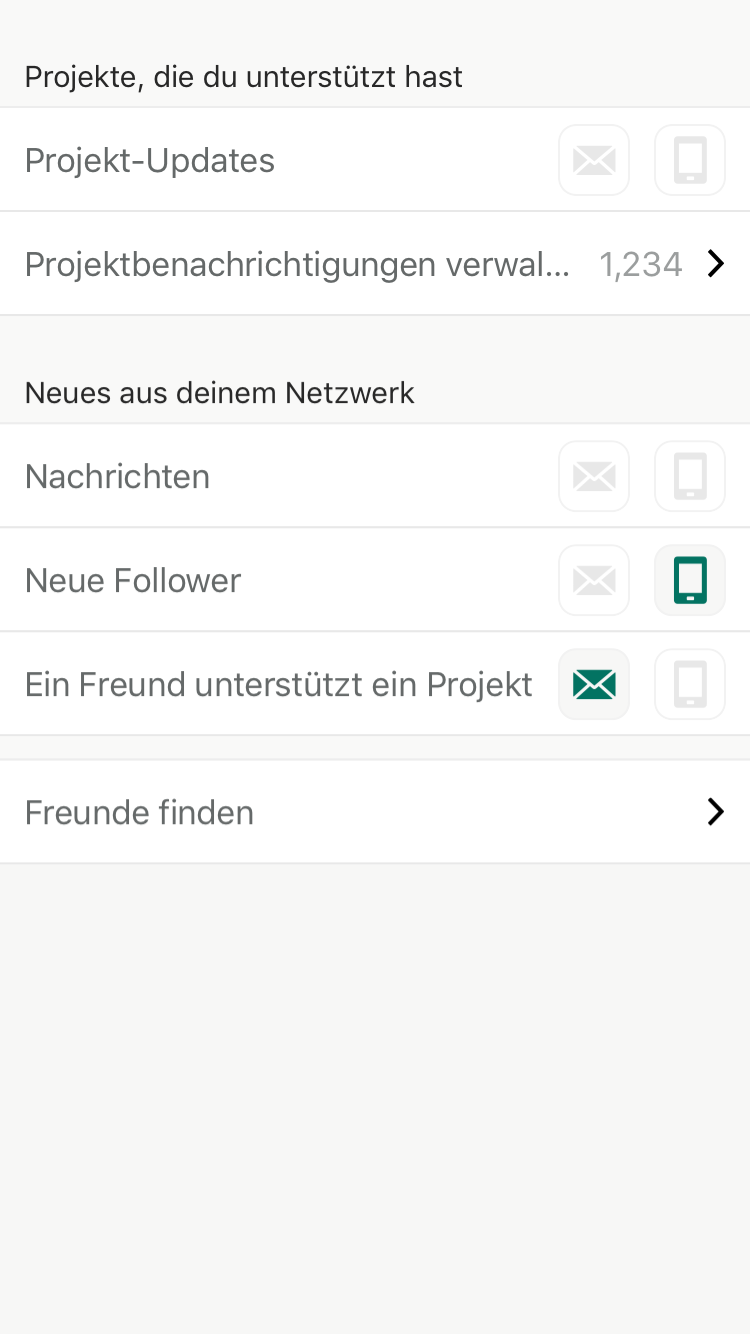 Projekte, die du unterstützt hast
Projekt-Updates
Projektbenachrichtigungen verwal... 1,234
Neues aus deinem Netzwerk
Nachrichten
Neue Follower
Ein Freund unterstützt ein Projekt
Freunde finden